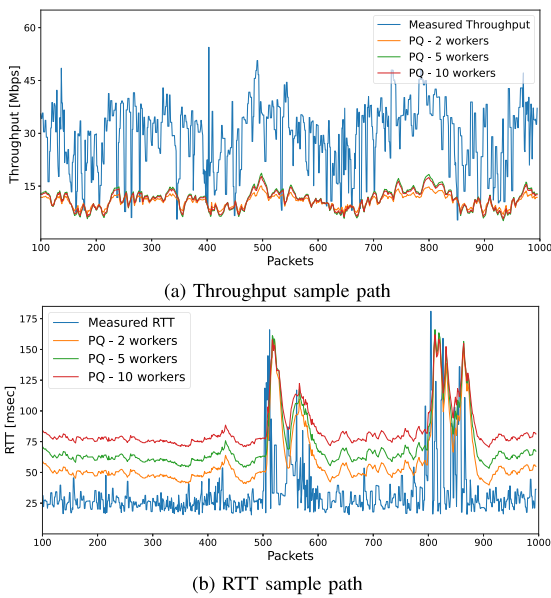 60
45
30
15
Throughput [Mbps]
Measured Throughput
PQ - 2 workers
PQ - 5 workers
PQ - 10 workers
100 200 300 400 500 600 700 800 900 1000
Packets
(a) Throughput sample path
175
150
125
100
75
50
25
RTT [msec]
Measured RTT
PQ - 2 workers
PQ - 5 workers
PQ - 10 workers
100 200 300 400 500 600 700 800 900 1000
Packets
(b) RTT sample path